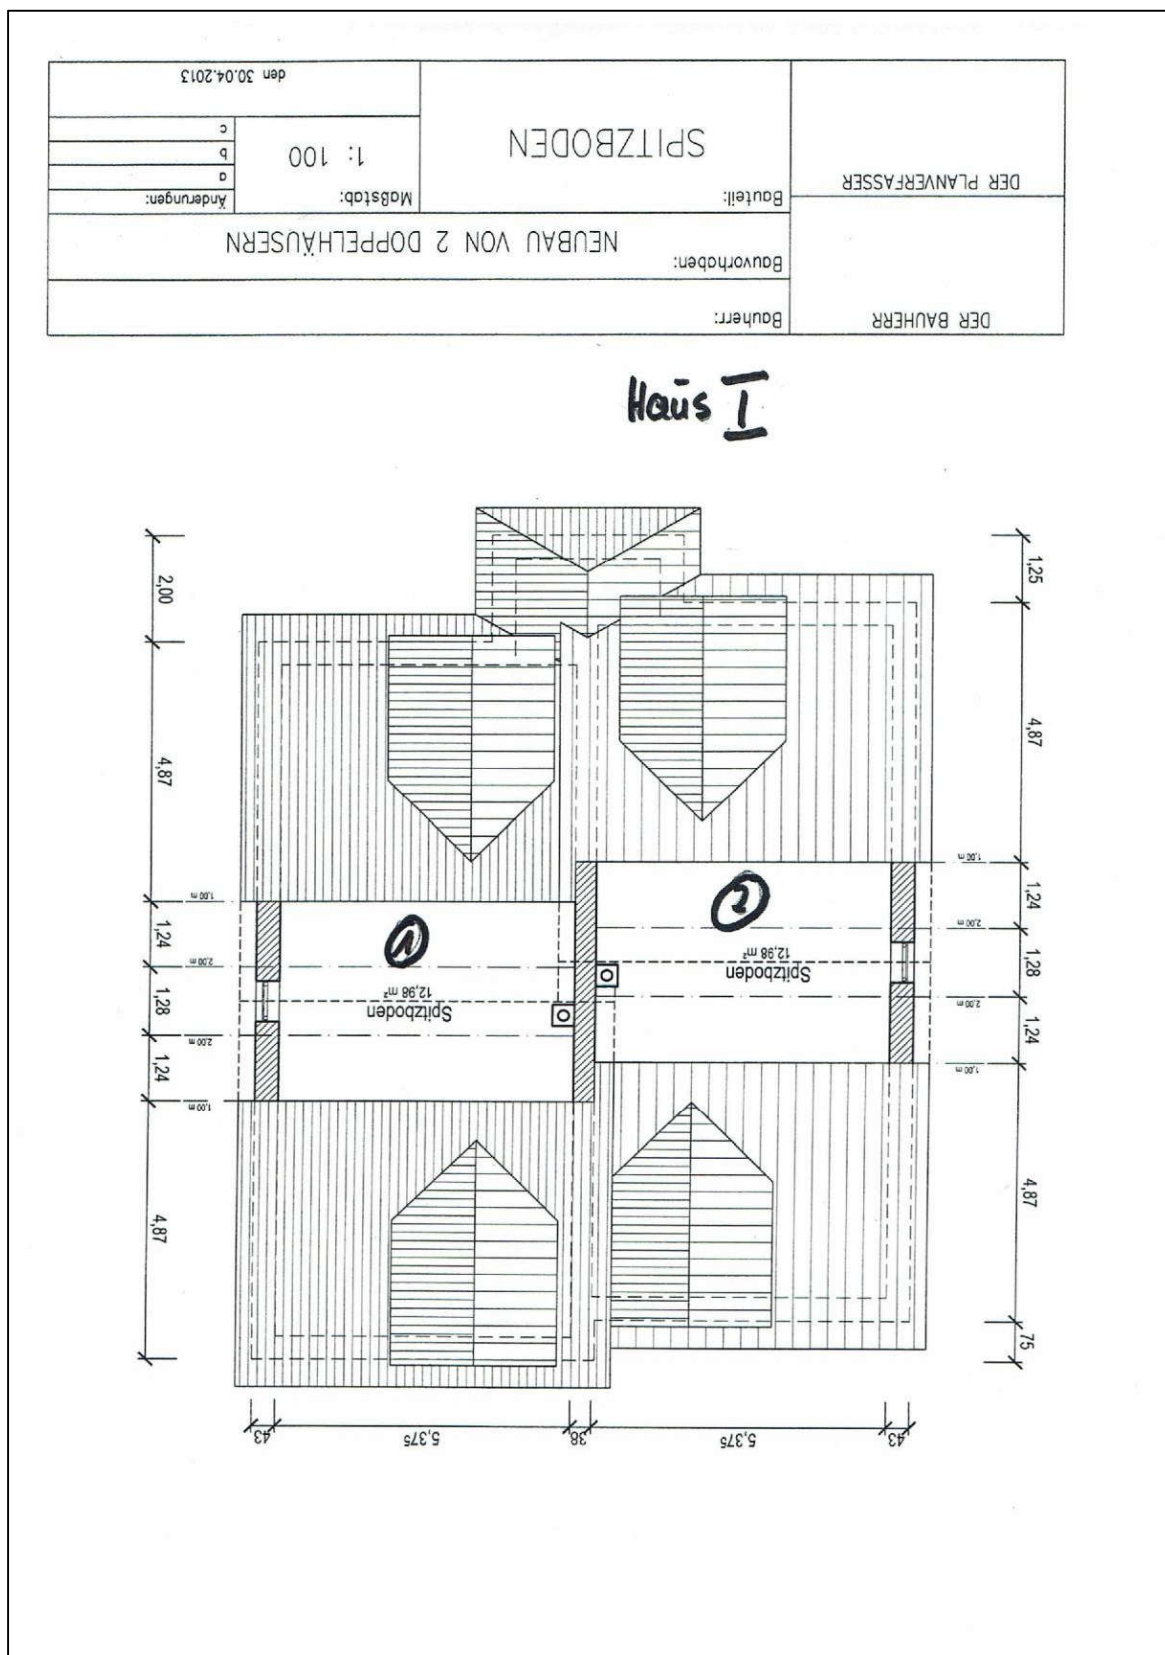 den 30.04.2013
c
b
a
Änderungen:
1: 100
Maßstab:
SPITZBODEN
Bauteil:
DER PLANVERFASSER
NEUBAU VON 2 DOPPELHÄUSERN
Bauvorhaben:
Bauherr:
DER BAUHERR
Haus I
2,00
4,87
1,24
1,28
1,24
4,87
1,00 m
2,00 m
2,00 m
1,00 m
1
Spitzboden
12,98 m²
2
Spitzboden
12,98 m²
1,00 m
2,00 m
2,00 m
1,00 m
1,25
4,87
1,24
1,28
1,24
4,87
75
43
5,375
38
5,375
43